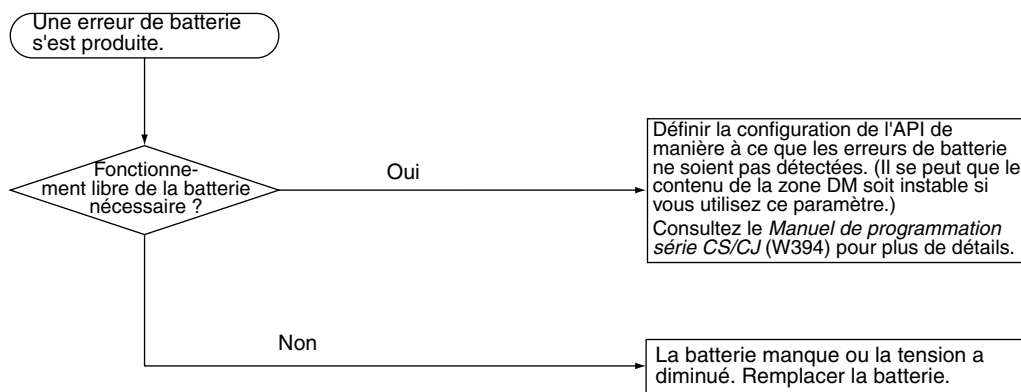 Une erreur de batterie
s'est produite.
Fonctionne-
ment libre de la batterie
nécessaire ?
Oui
Définir la configuration de l'API de
manière à ce que les erreurs de batterie
ne soient pas détectées. (Il se peut que le
contenu de la zone DM soit instable si
vous utilisez ce paramètre.)
Consultez le Manuel de programmation
série CS/CJ (W394) pour plus de détails.
Non
La batterie manque ou la tension a
diminué. Remplacer la batterie.